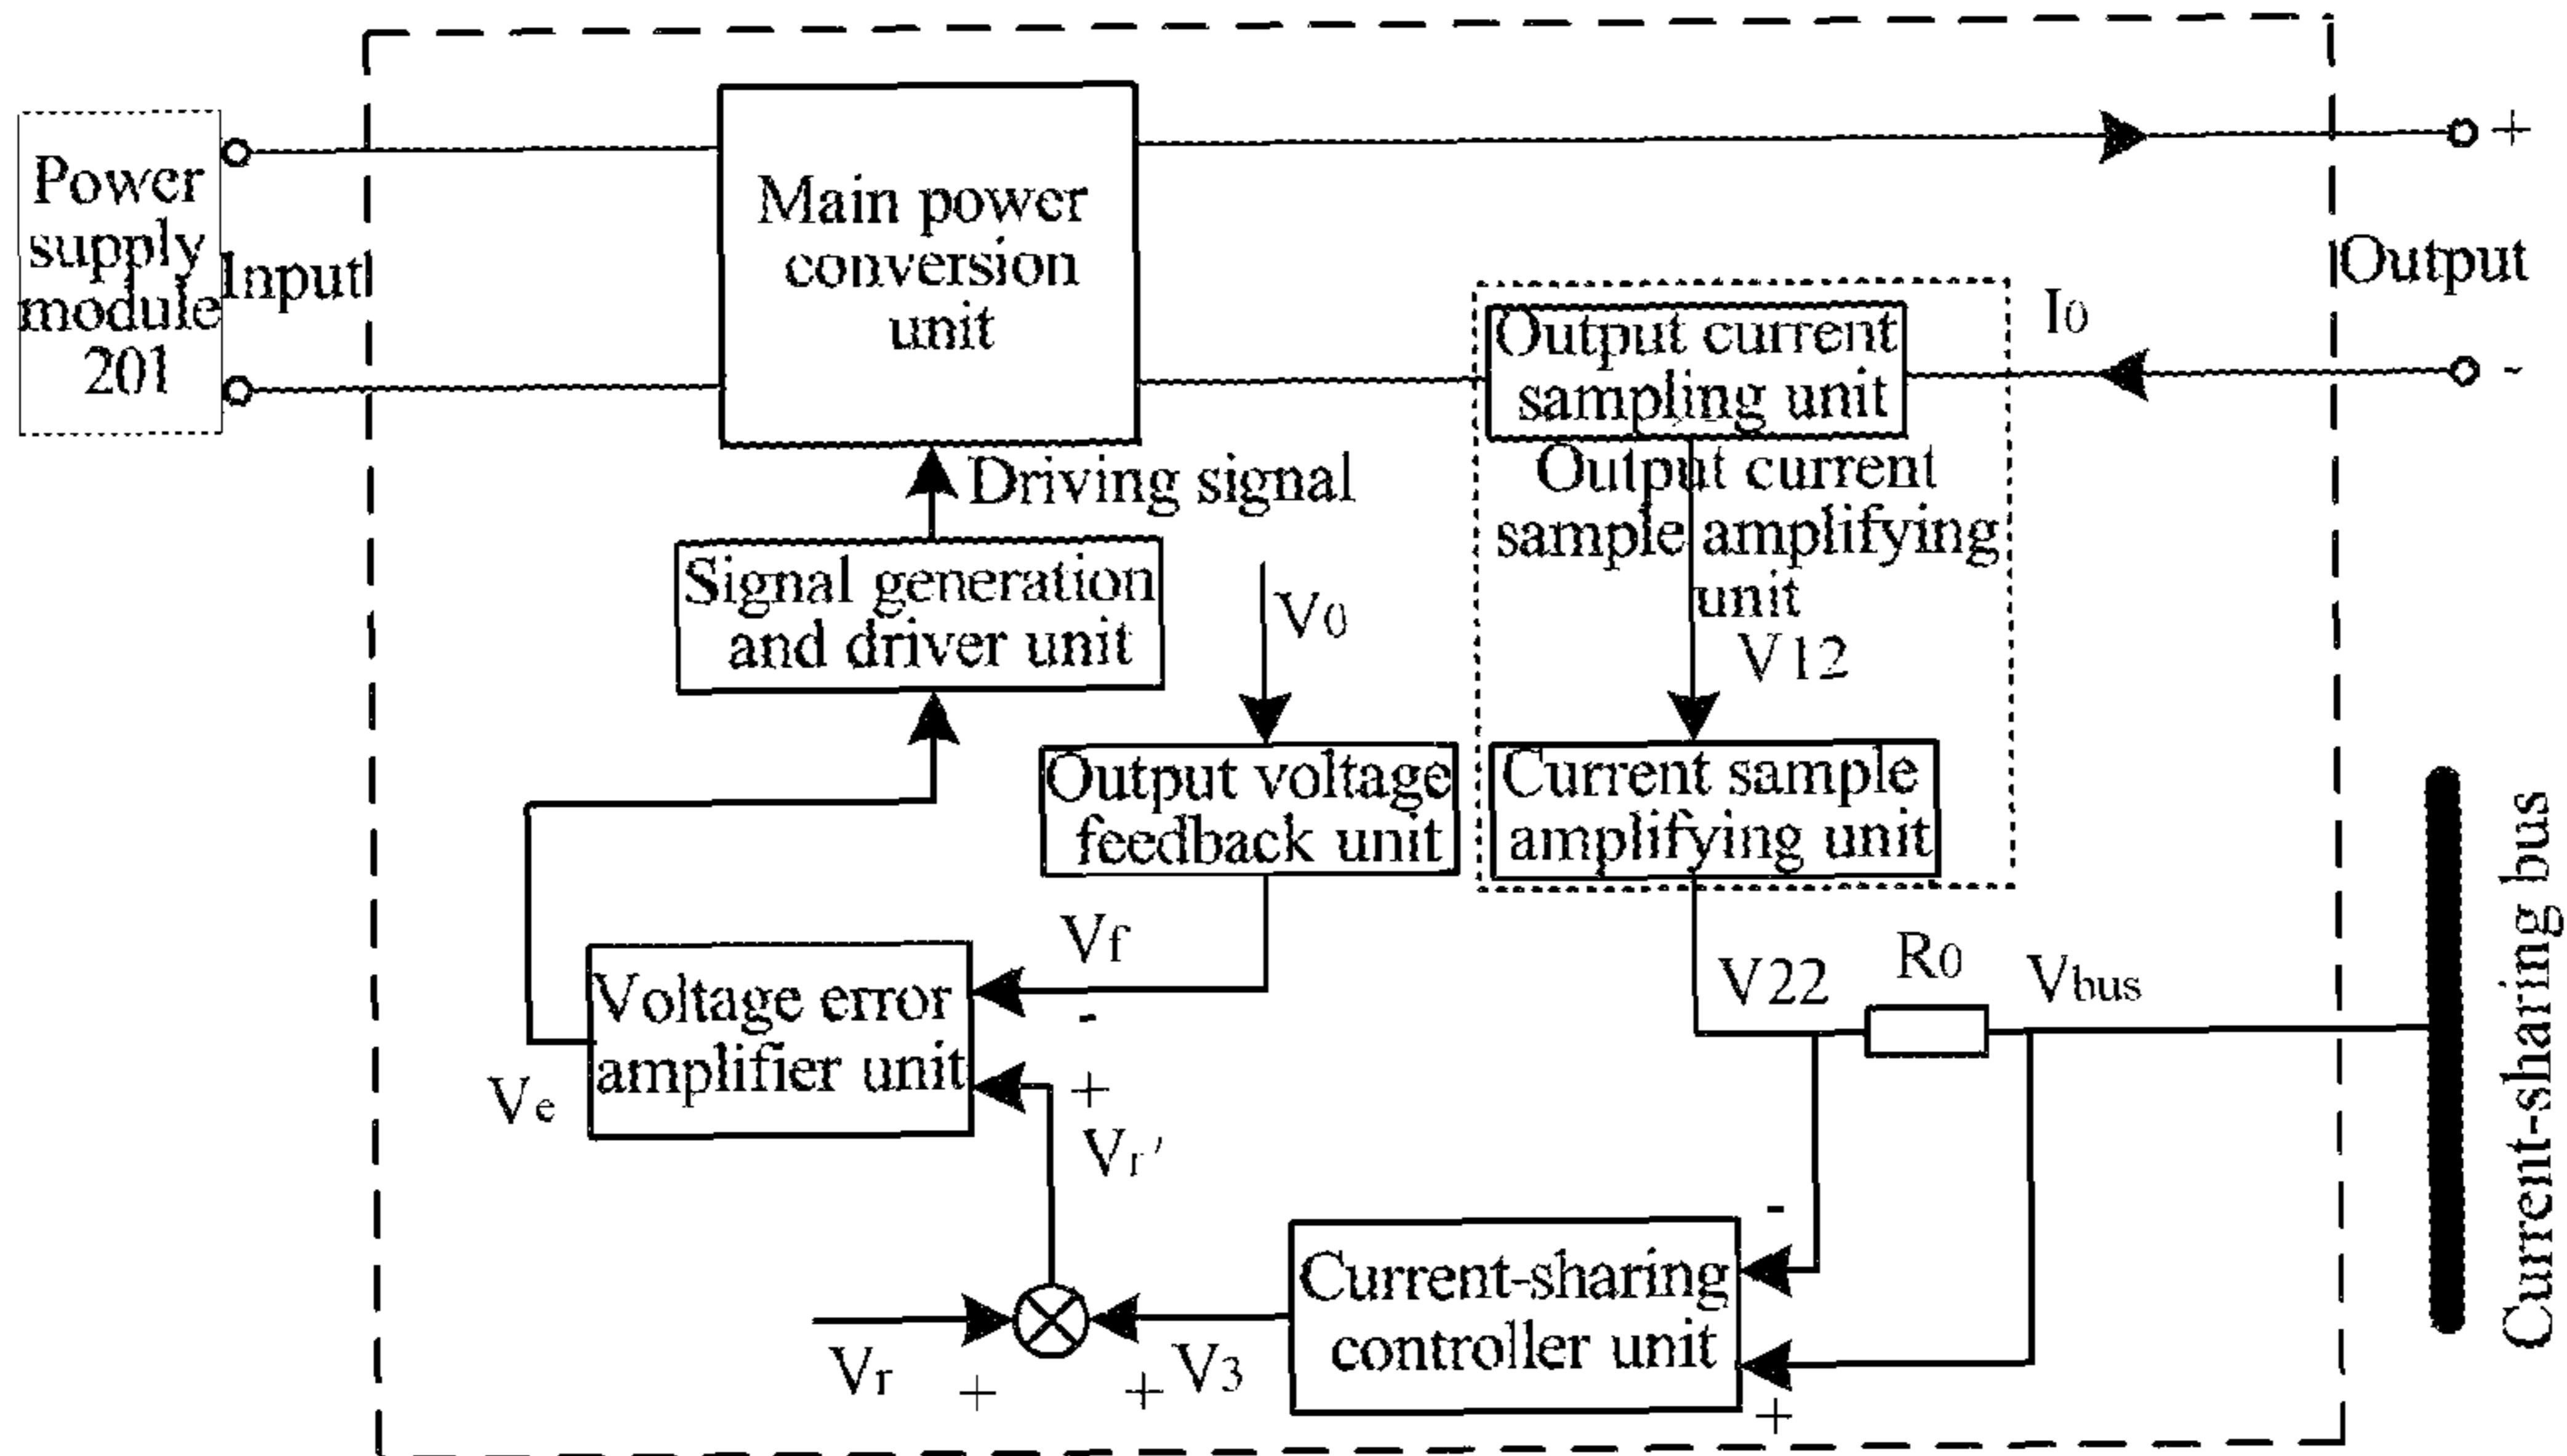 Power
supply
module
201
Input
Main power
conversion
unit
+
Output
-
I0
Output current
sampling unit
Output current
sample amplifying
unit
V12
Driving signal
Signal generation
and driver unit
V0
Output voltage
feedback unit
Current sample
amplifying unit
Vf
-
Voltage error
amplifier unit
Ve
+
Vr'
V22
R0
Vbus
Current-sharing bus
-
Current-sharing
controller unit
+
Vr
+
+
V3